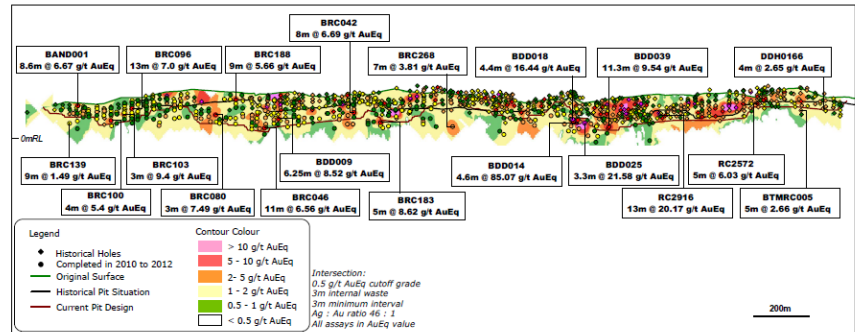 BRC042
8m @ 6.69 g/t AuEq
BAND001
8.6m @ 6.67 g/t AuEq
BRC096
13m @ 7.0 g/t AuEq
BRC188
9m @ 5.66 g/t AuEq
BRC268
7m @ 3.81 g/t AuEq
BDD018
4.4m @ 16.44 g/t AuEq
BDD039
11.3m @ 9.54 g/t AuEq
DDH0166
4m @ 2.65 g/t AuEq
0mRL
BRC139
9m @ 1.49 g/t AuEq
BRC100
4m @ 5.4 g/t AuEq
BRC103
3m @ 9.4 g/t AuEq
BRC080
3m @ 7.49 g/t AuEq
BDD009
6.25m @ 8.52 g/t AuEq
BRC046
11m @ 6.56 g/t AuEq
BRC183
5m @ 8.62 g/t AuEq
BDD014
4.6m @ 85.07 g/t AuEq
BDD025
3.3m @ 21.58 g/t AuEq
RC2916
13m @ 20.17 g/t AuEq
RC2572
5m @ 6.03 g/t AuEq
BTMRC005
5m @ 2.66 g/t AuEq
Legend
Historical Holes
Completed in 2010 to 2012
Original Surface
Historical Pit Situation
Current Pit Design
Contour Colour
> 10 g/t AuEq
5 - 10 g/t AuEq
2- 5 g/t AuEq
1 - 2 g/t AuEq
0.5 - 1 g/t AuEq
< 0.5 g/t AuEq
Intersection:
0.5 g/t AuEq cutoff grade
3m internal waste
3m minimum interval
Ag : Au ratio 46 : 1
All assays in AuEq value
200m